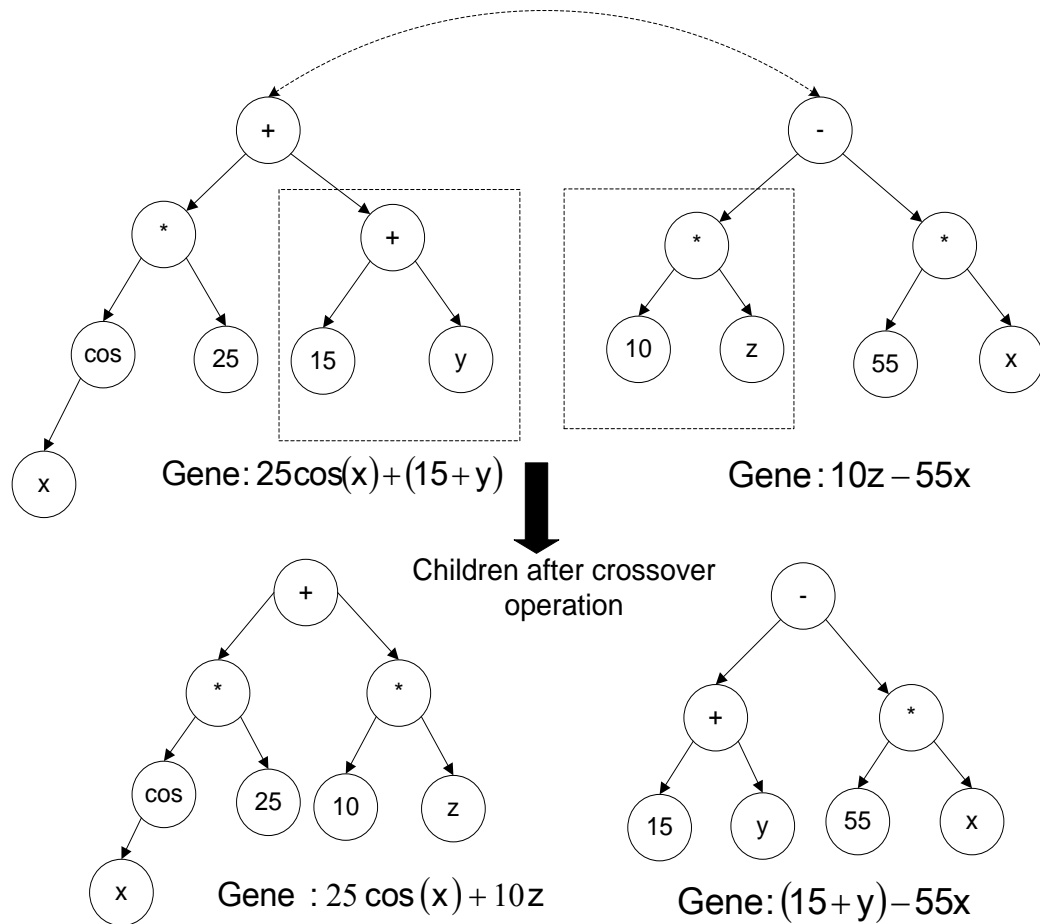 + -
* + * *
cos 25 15 y 10 z 55 x
x
Gene: 25cos(x)+(15+y) Gene: 10z−55x
Children after crossover
operation
+ -
* * + *
cos 25 10 z 15 y 55 x
x
Gene : 25 cos(x)+10z Gene: (15+y)−55x